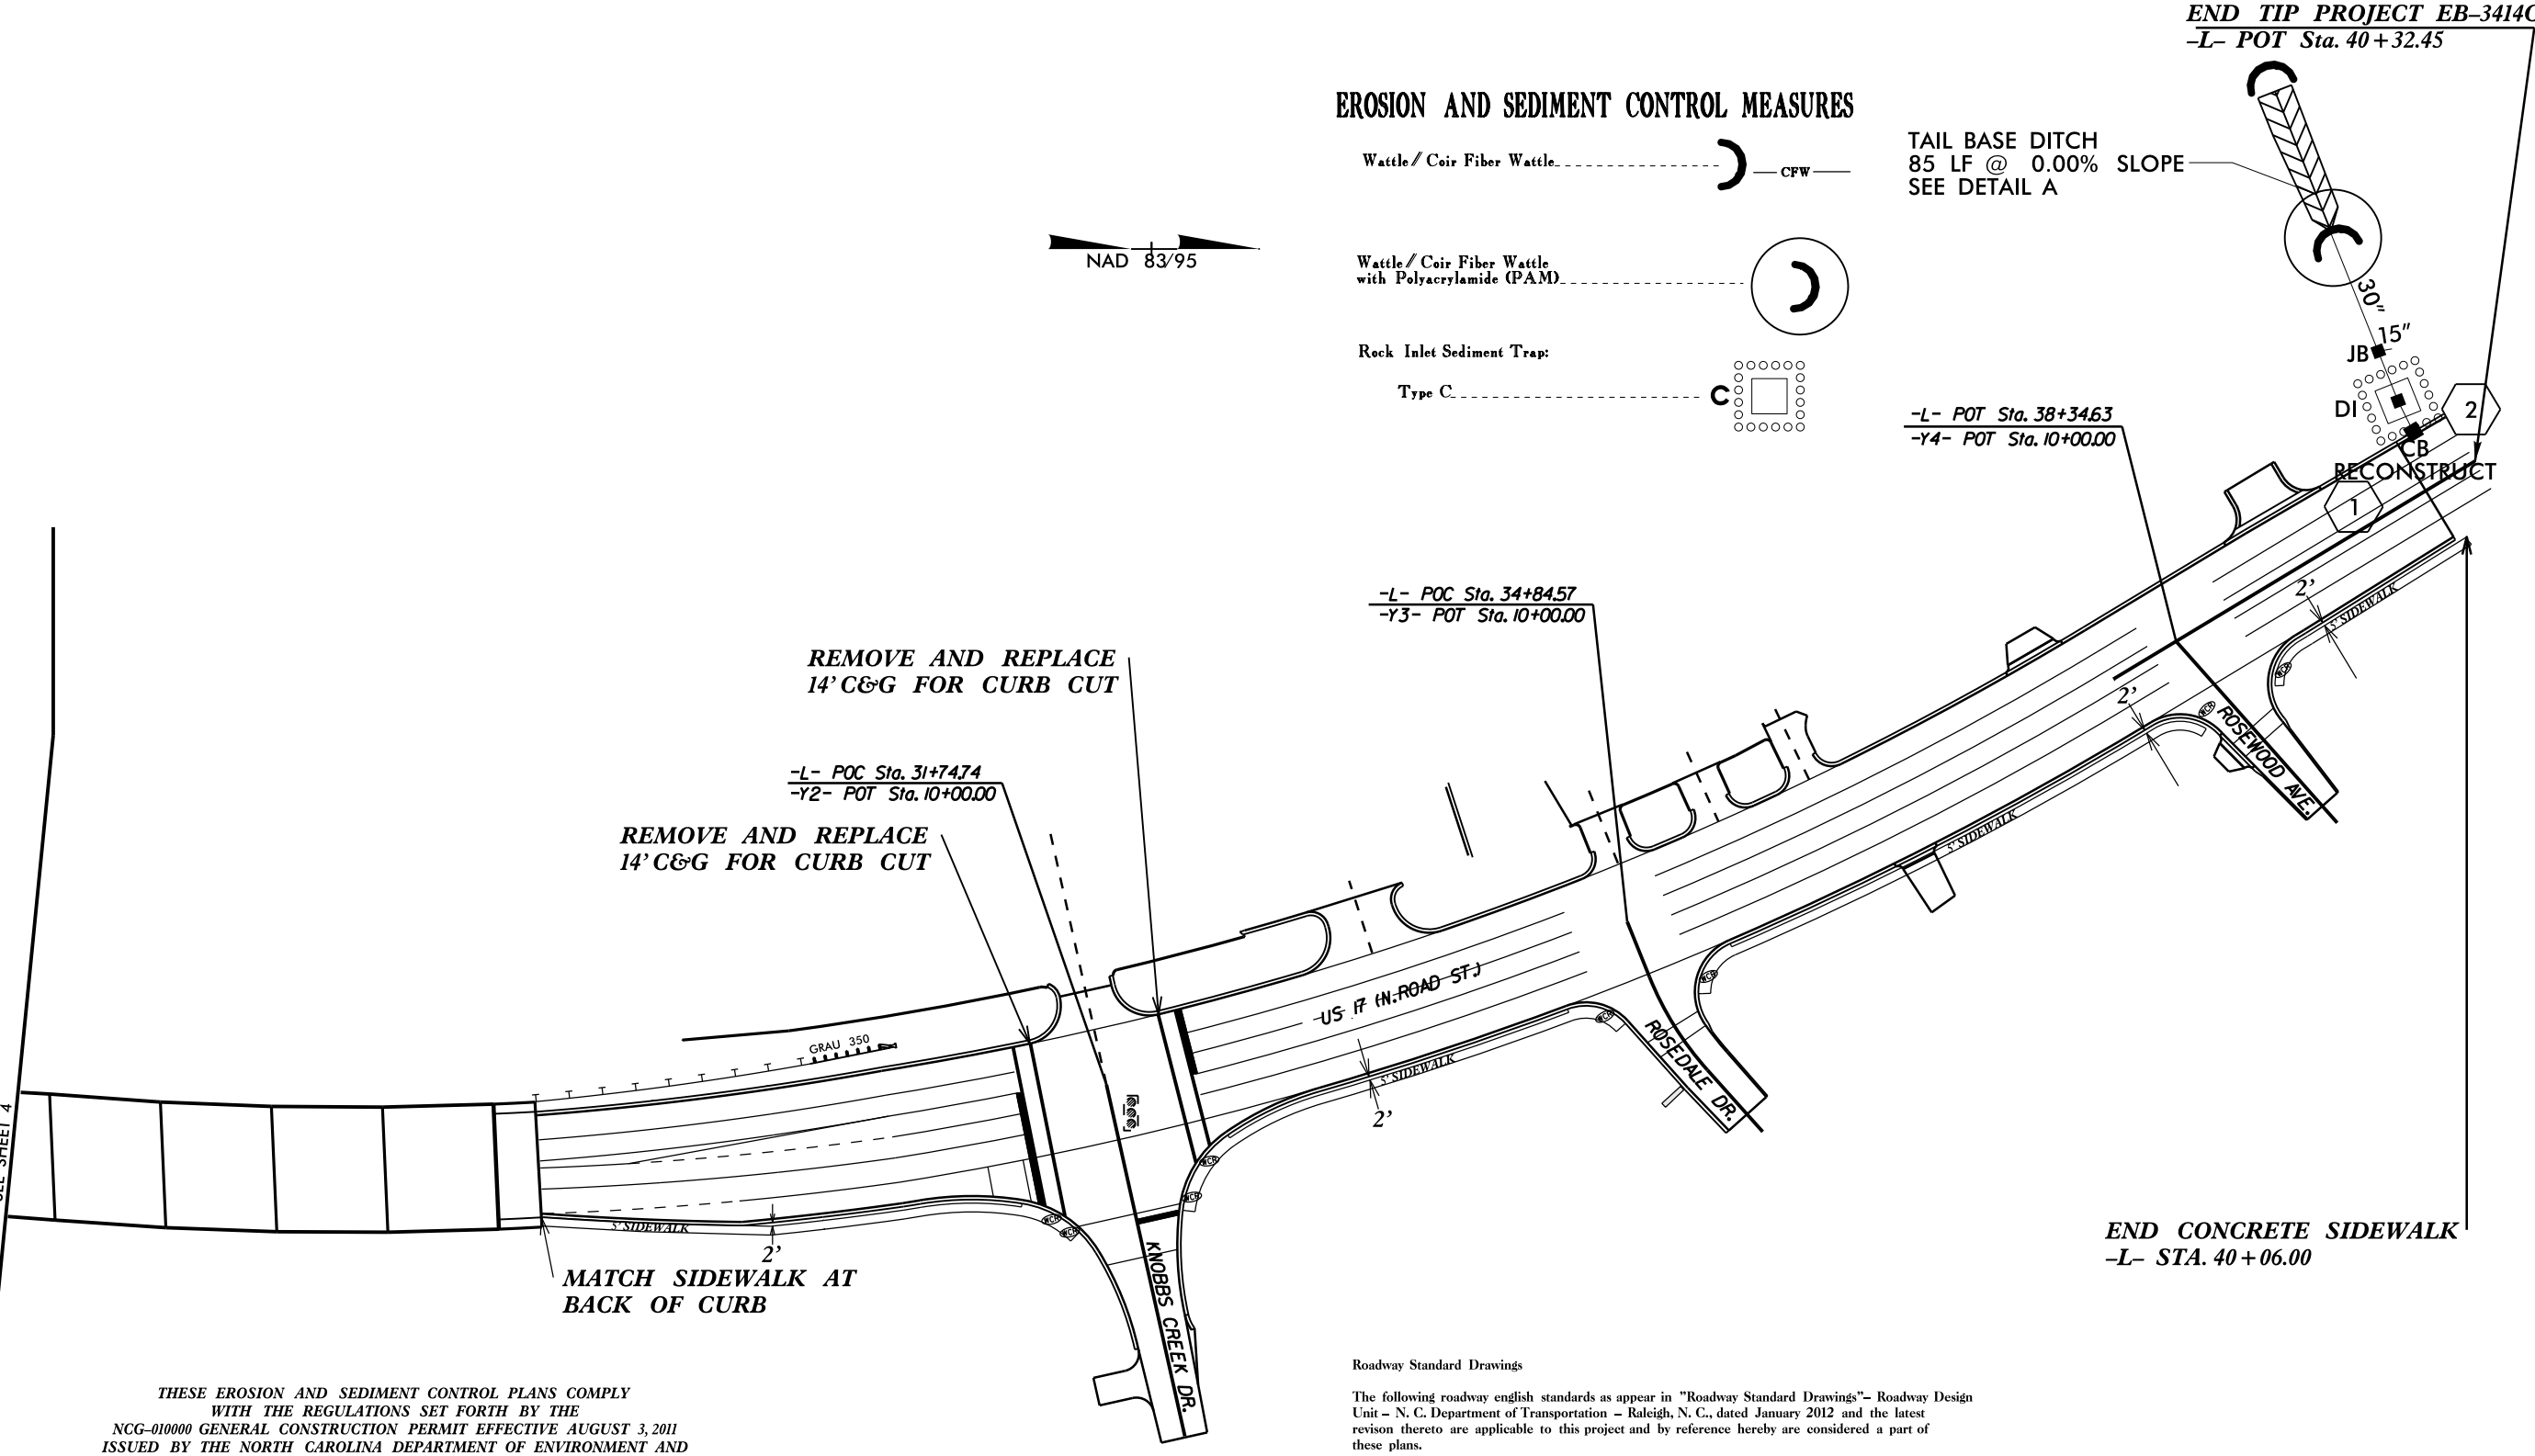 END TIP PROJECT EB–3414C
–L– POT Sta. 40+32.45
EROSION AND SEDIMENT CONTROL MEASURES
Wattle // Coir Fiber Wattle
CFW
Wattle // Coir Fiber Wattle
with Polyacrylamide (PAM)
Rock Inlet Sediment Trap:
Type C
C
TAIL BASE DITCH
85 LF @ 0.00% SLOPE
SEE DETAIL A
NAD 83/95
30"
15"
JB
DI
2
CB
RECONSTRUCT
1
-L- POT Sta. 38+34.63
-Y4- POT Sta. 10+00.00
-L- POC Sta. 34+84.57
-Y3- POT Sta. 10+00.00
REMOVE AND REPLACE
14' C&G FOR CURB CUT
-L- POC Sta. 31+74.74
-Y2- POT Sta. 10+00.00
REMOVE AND REPLACE
14' C&G FOR CURB CUT
2'
5' SIDEWALK
WCR
2'
WCR
ROSEWOOD AVE.
5' SIDEWALK
US 17 (N.ROAD ST.)
WCR
WCR
ROSEDALE DR.
5' SIDEWALK
2'
GRAU 350
WCR
WCR
WCR
WCR
5' SIDEWALK
2'
KNOBBS CREEK DR.
SHEET 4
MATCH SIDEWALK AT
BACK OF CURB
END CONCRETE SIDEWALK
–L– STA. 40+06.00
THESE EROSION AND SEDIMENT CONTROL PLANS COMPLY
WITH THE REGULATIONS SET FORTH BY THE
NCG–010000 GENERAL CONSTRUCTION PERMIT EFFECTIVE AUGUST 3, 2011
ISSUED BY THE NORTH CAROLINA DEPARTMENT OF ENVIRONMENT AND
Roadway Standard Drawings
The following roadway english standards as appear in "Roadway Standard Drawings"– Roadway Design
Unit – N. C. Department of Transportation – Raleigh, N. C., dated January 2012 and the latest
revison thereto are applicable to this project and by reference hereby are considered a part of
these plans.